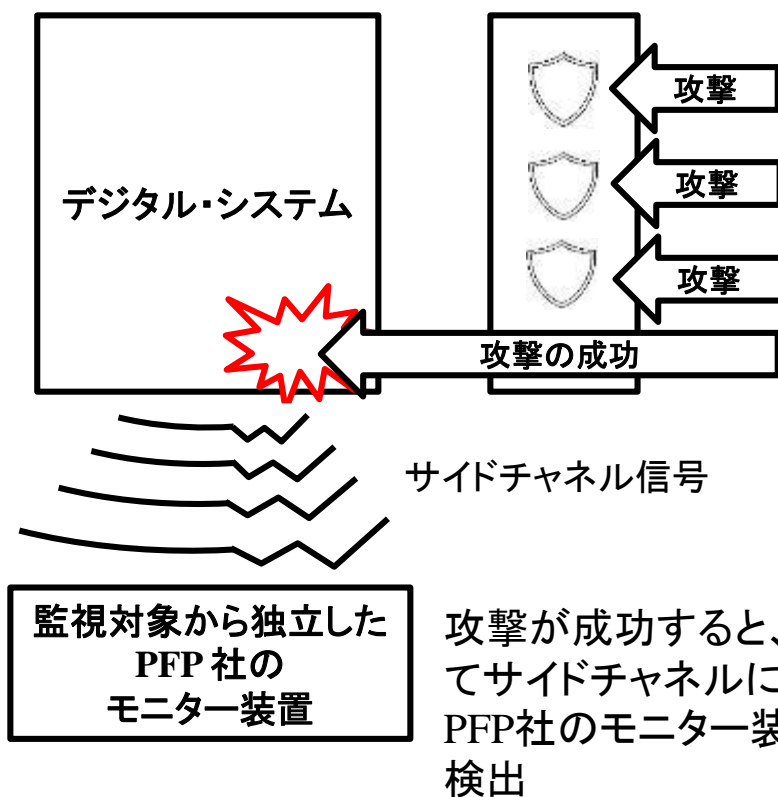 攻撃
デジタル・システム
攻撃
攻撃
攻撃の成功
サイドチャネル信号
監視対象から独立した
PFP 社の
モニター装置
攻撃が成功すると、
てサイドチャネルに
PFP社のモニター装
検出